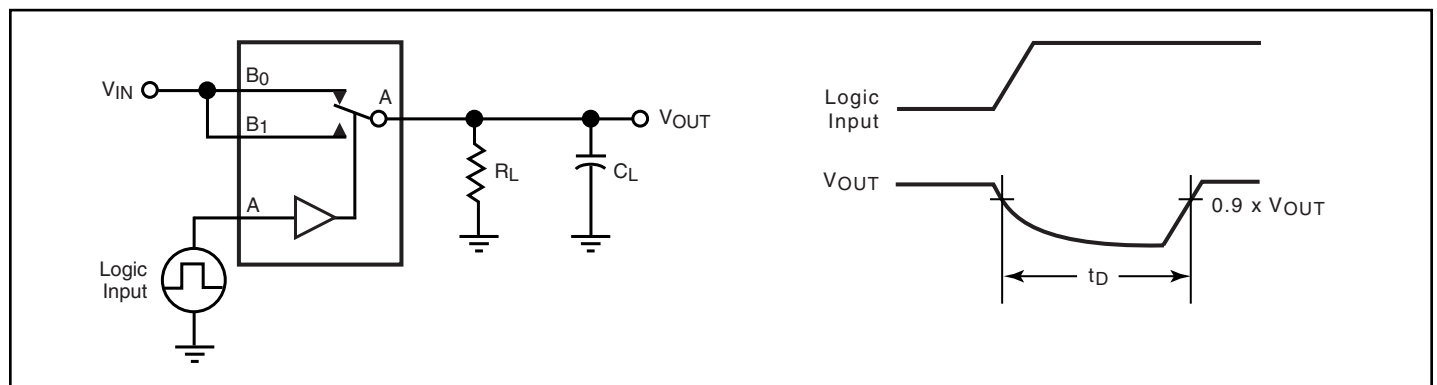 VIN
B0
B1
A
VOUT
RL
CL
A
Logic
Input
Logic
Input
VOUT
0.9 x VOUT
tD